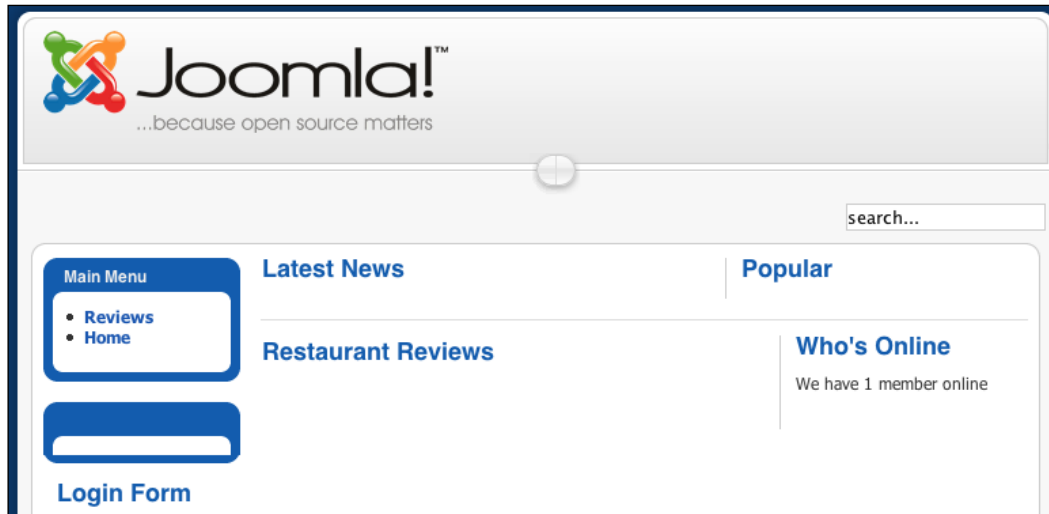 Joomla!™
...because open source matters
search...
Main Menu
Reviews
Home
Latest News
Popular
Restaurant Reviews
Who's Online
We have 1 member online
Login Form